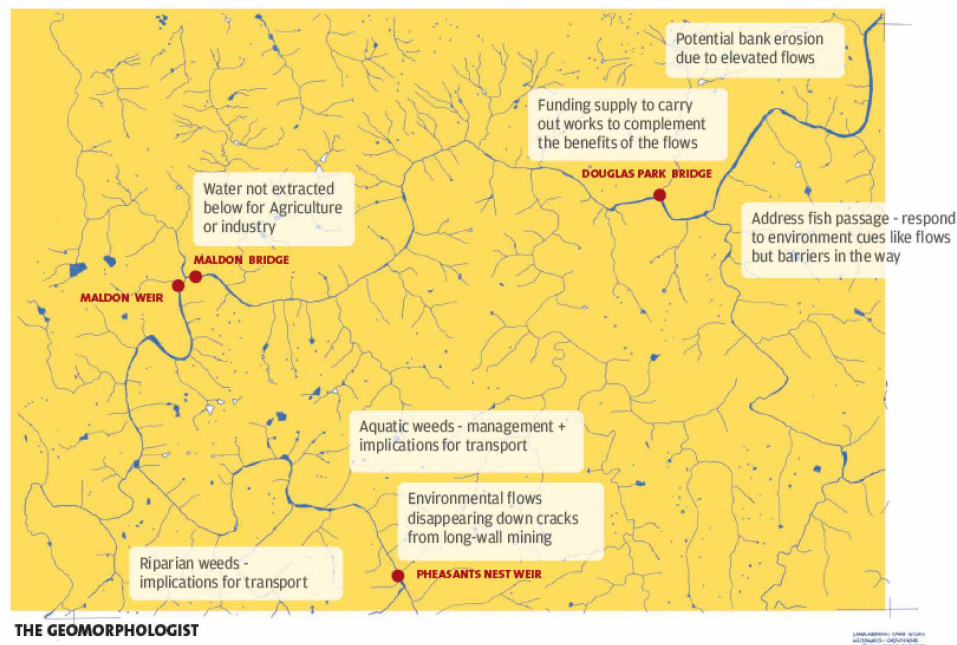 Potential bank erosion
due to elevated flows
Funding supply to carry
out works to complement
the benefits of the flows
DOUGLAS PARK BRIDGE
Water not extracted
below for Agriculture
or industry
Address fish passage - respond
to environment cues like flows
but barriers in the way
MALDON BRIDGE
MALDON WEIR
Aquatic weeds - management +
implications for transport
Environmental flows
disappearing down cracks
from long-wall mining
Riparian weeds -
implications for transport
PHEASANTS NEST WEIR
THE GEOMORPHOLOGIST